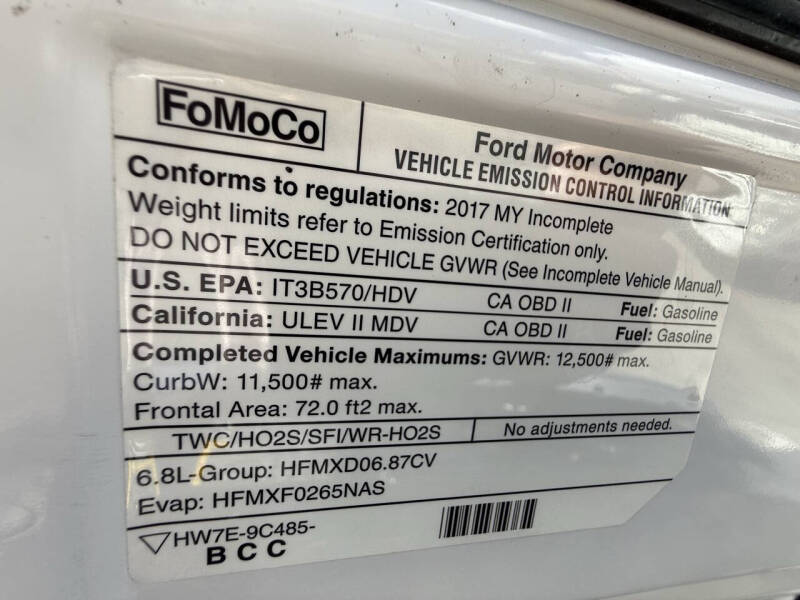 FoMoCo
Ford Motor Company
VEHICLE EMISSION CONTROL INFORMATION
Conforms to regulations: 2017 MY Incomplete
Weight limits refer to Emission Certification only.
DO NOT EXCEED VEHICLE GVWR (See Incomplete Vehicle Manual).
U.S. EPA: IT3B570/HDV CA OBD II Fuel: Gasoline
California: ULEV II MDV CA OBD II Fuel: Gasoline
Completed Vehicle Maximums: GVWR: 12,500# max.
CurbW: 11,500# max.
Frontal Area: 72.0 ft2 max.
TWC/HO2S/SFI/WR-HO2S No adjustments needed.
6.8L-Group: HFMXD06.87CV
Evap: HFMXF0265NAS
HW7E-9C485-
BCC